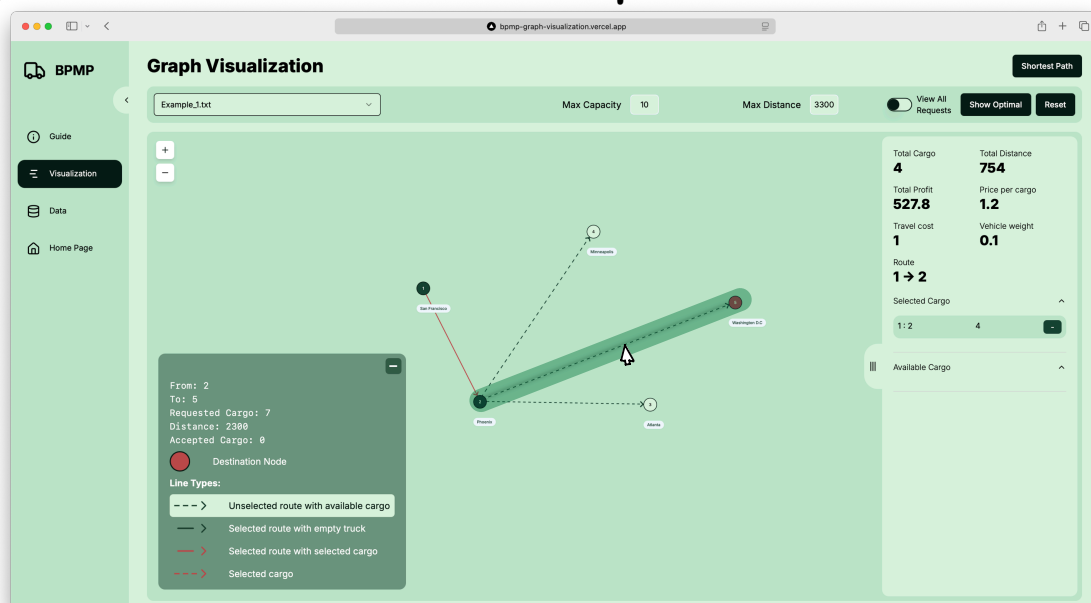 bpmp-graph-visualization.vercel.app
BPMP
Graph Visualization
Shortest Path
Example_1.txt
Max Capacity 10
Max Distance 3300
View All
Requests
Show Optimal
Reset
Guide
Visualization
Data
Home Page
+
−
4
Minneapolis
1
San Francisco
5
Washington D.C
2
Phoenix
3
Atlanta
From: 2
To: 5
Requested Cargo: 7
Distance: 2300
Accepted Cargo: 0
Destination Node
Line Types:
Unselected route with available cargo
Selected route with empty truck
Selected route with selected cargo
Selected cargo
Total Cargo
4
Total Distance
754
Total Profit
527.8
Price per cargo
1.2
Travel cost
1
Vehicle weight
0.1
Route
1 → 2
Selected Cargo
1 : 2 4 -
Available Cargo